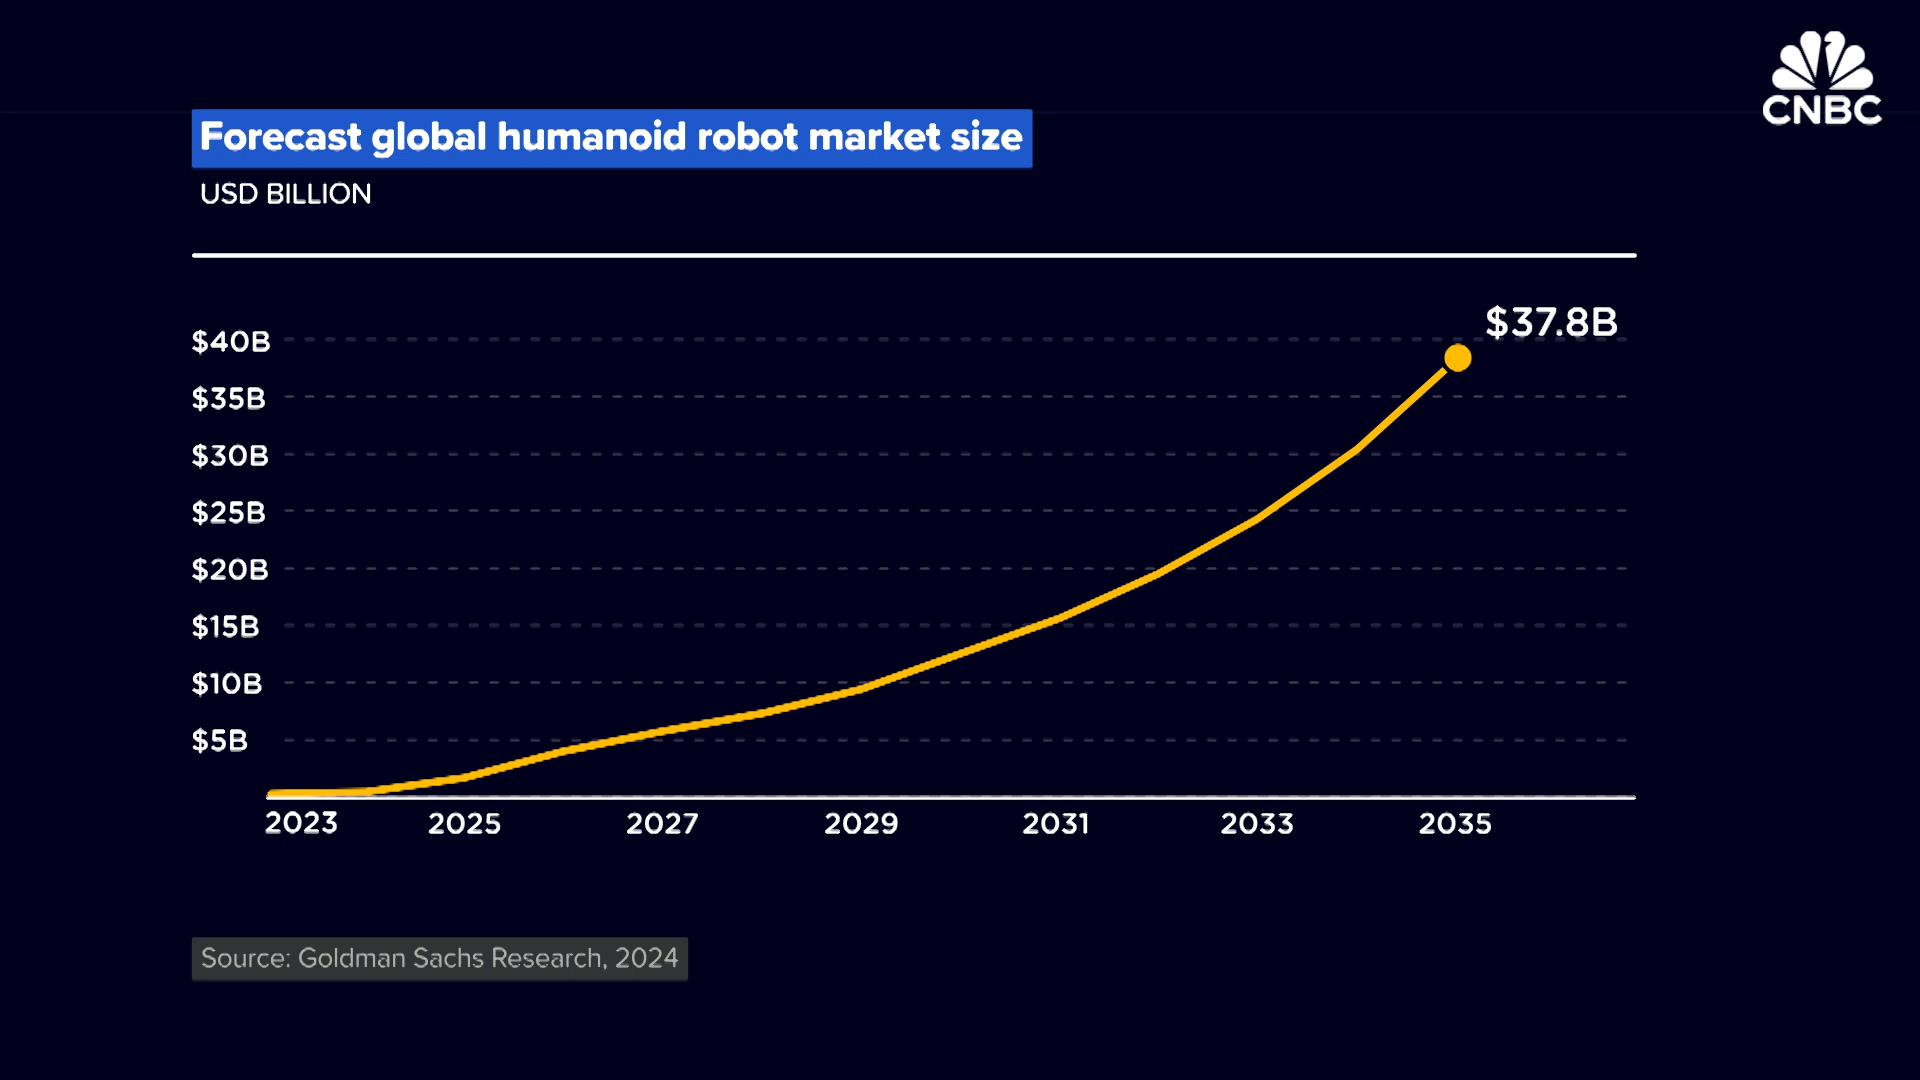 CNBC
Forecast global humanoid robot market size
USD BILLION
$37.8B
$40B
$35B
$30B
$25B
$20B
$15B
$10B
$5B
2023 2025 2027 2029 2031 2033 2035
Source: Goldman Sachs Research, 2024